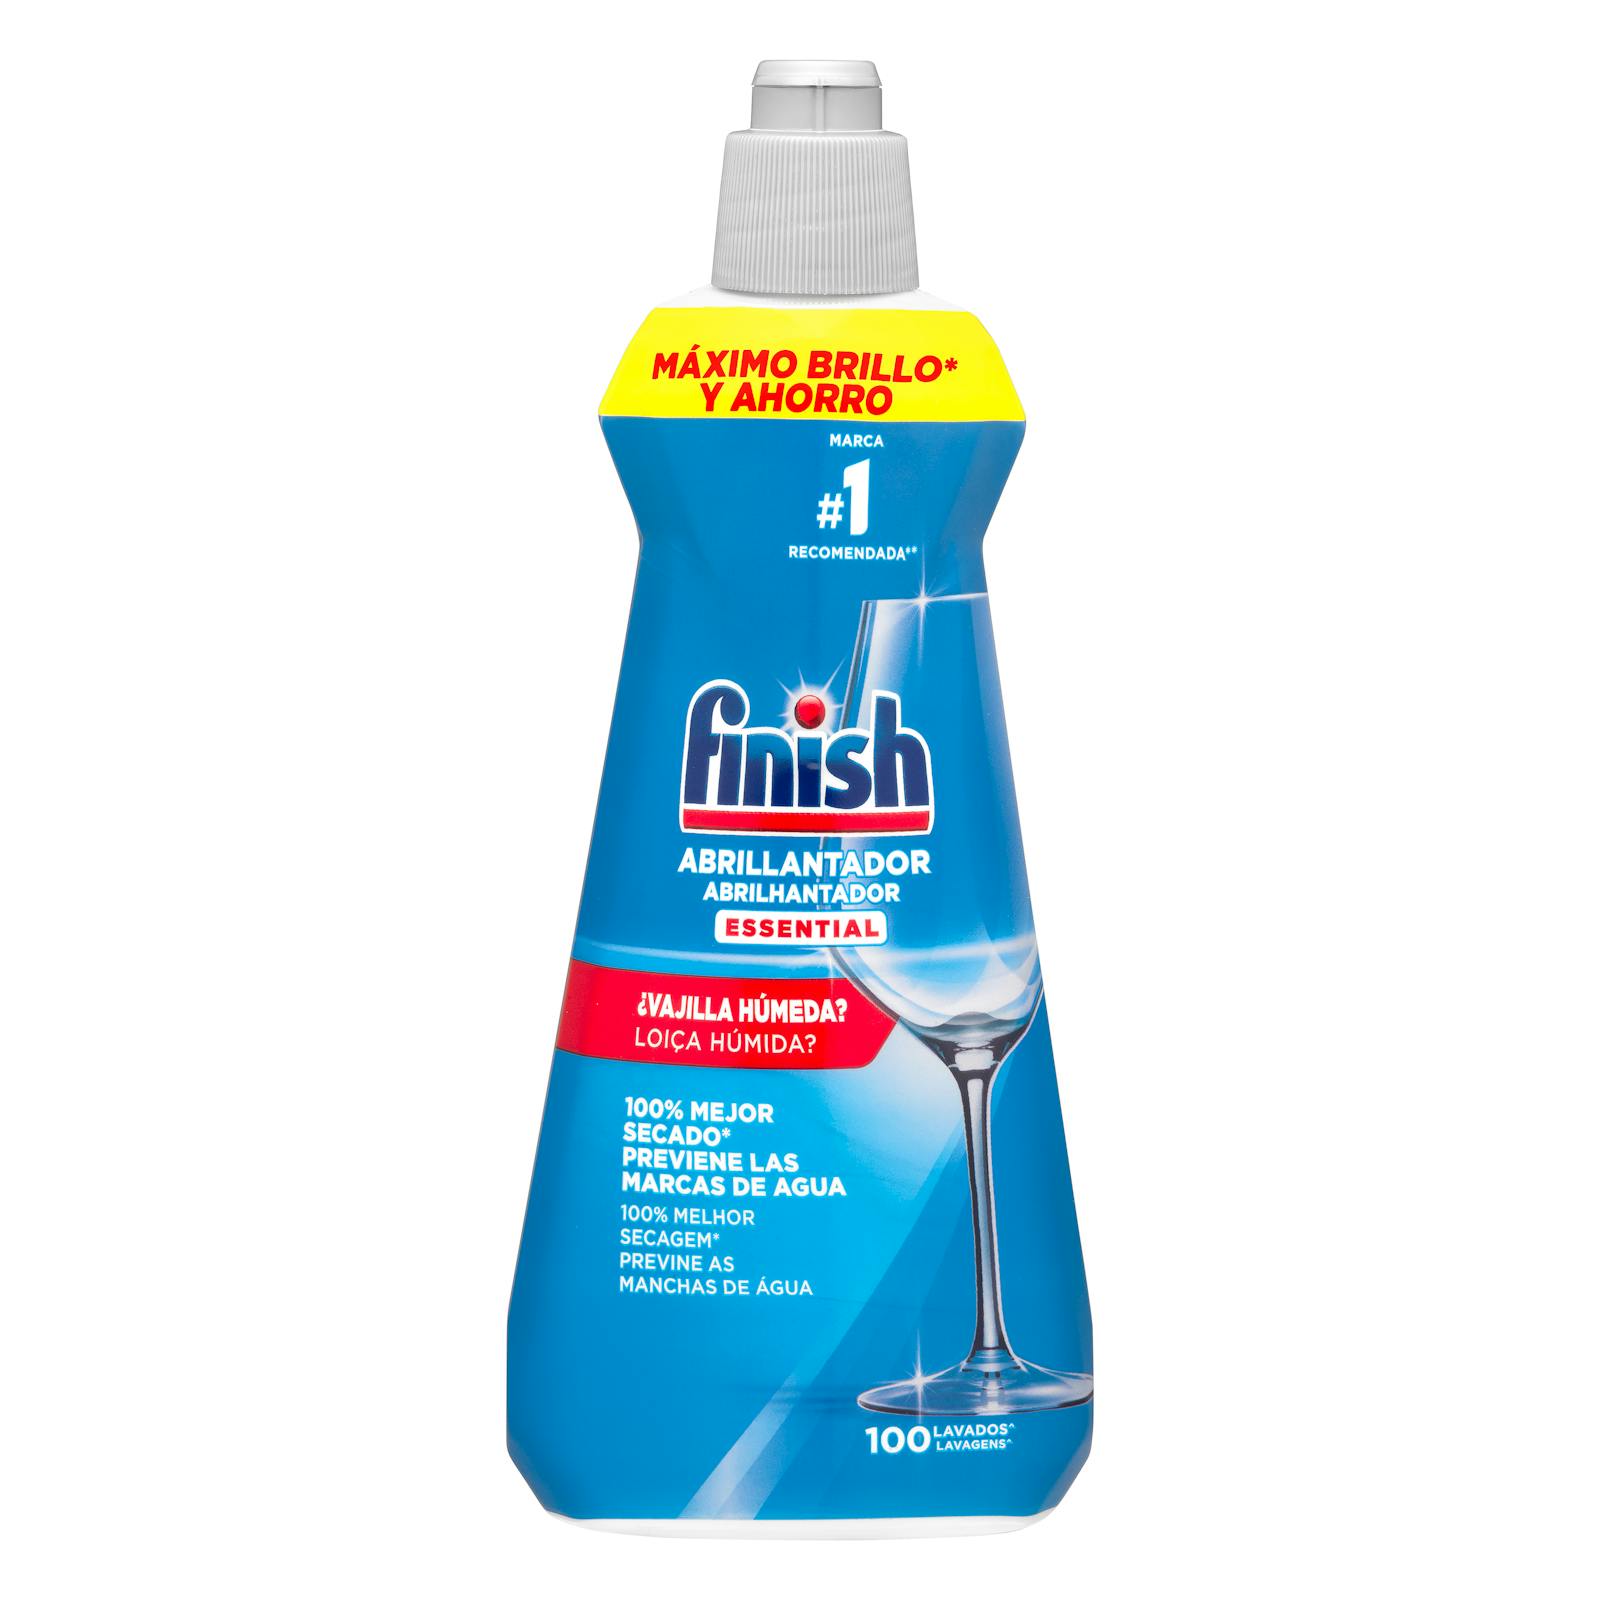 MÁXIMO BRILLO*
Y AHORRO
MARCA
#1
RECOMENDADA**
finish
ABRILLANTADOR
ABRILHANTADOR
ESSENTIAL
¿VAJILLA HÚMEDA?
LOIÇA HÚMIDA?
100% MEJOR
SECADO*
PREVIENE LAS
MARCAS DE AGUA
100% MELHOR
SECAGEM*
PREVINE AS
MANCHAS DE ÁGUA
100 LAVADOS^
LAVAGENS^